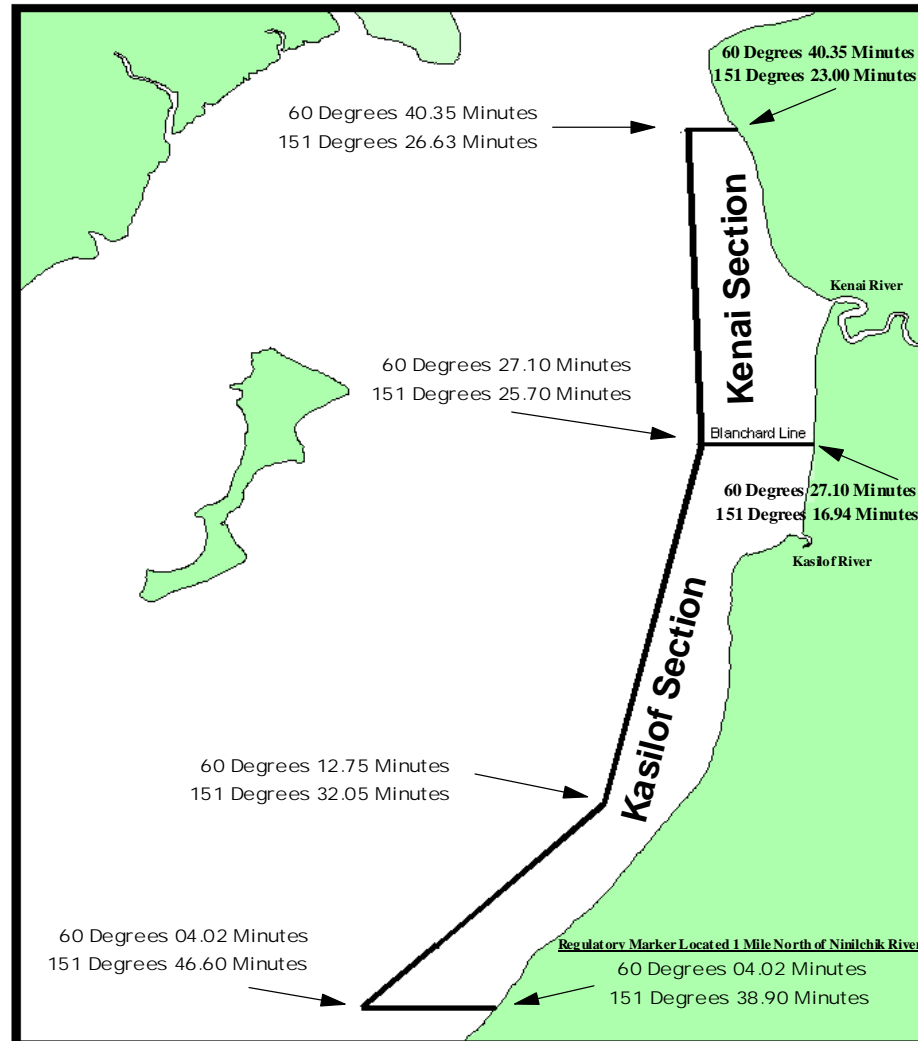 60 Degrees 40.35 Minutes
151 Degrees 23.00 Minutes
60 Degrees 40.35 Minutes
151 Degrees 26.63 Minutes
Kenai Section
Kenai River
60 Degrees 27.10 Minutes
151 Degrees 25.70 Minutes
Blanchard Line
60 Degrees 27.10 Minutes
151 Degrees 16.94 Minutes
Kasilof River
Kasilof Section
60 Degrees 12.75 Minutes
151 Degrees 32.05 Minutes
60 Degrees 04.02 Minutes
151 Degrees 46.60 Minutes
Regulatory Marker Located 1 Mile North of Ninilchik River
60 Degrees 04.02 Minutes
151 Degrees 38.90 Minutes